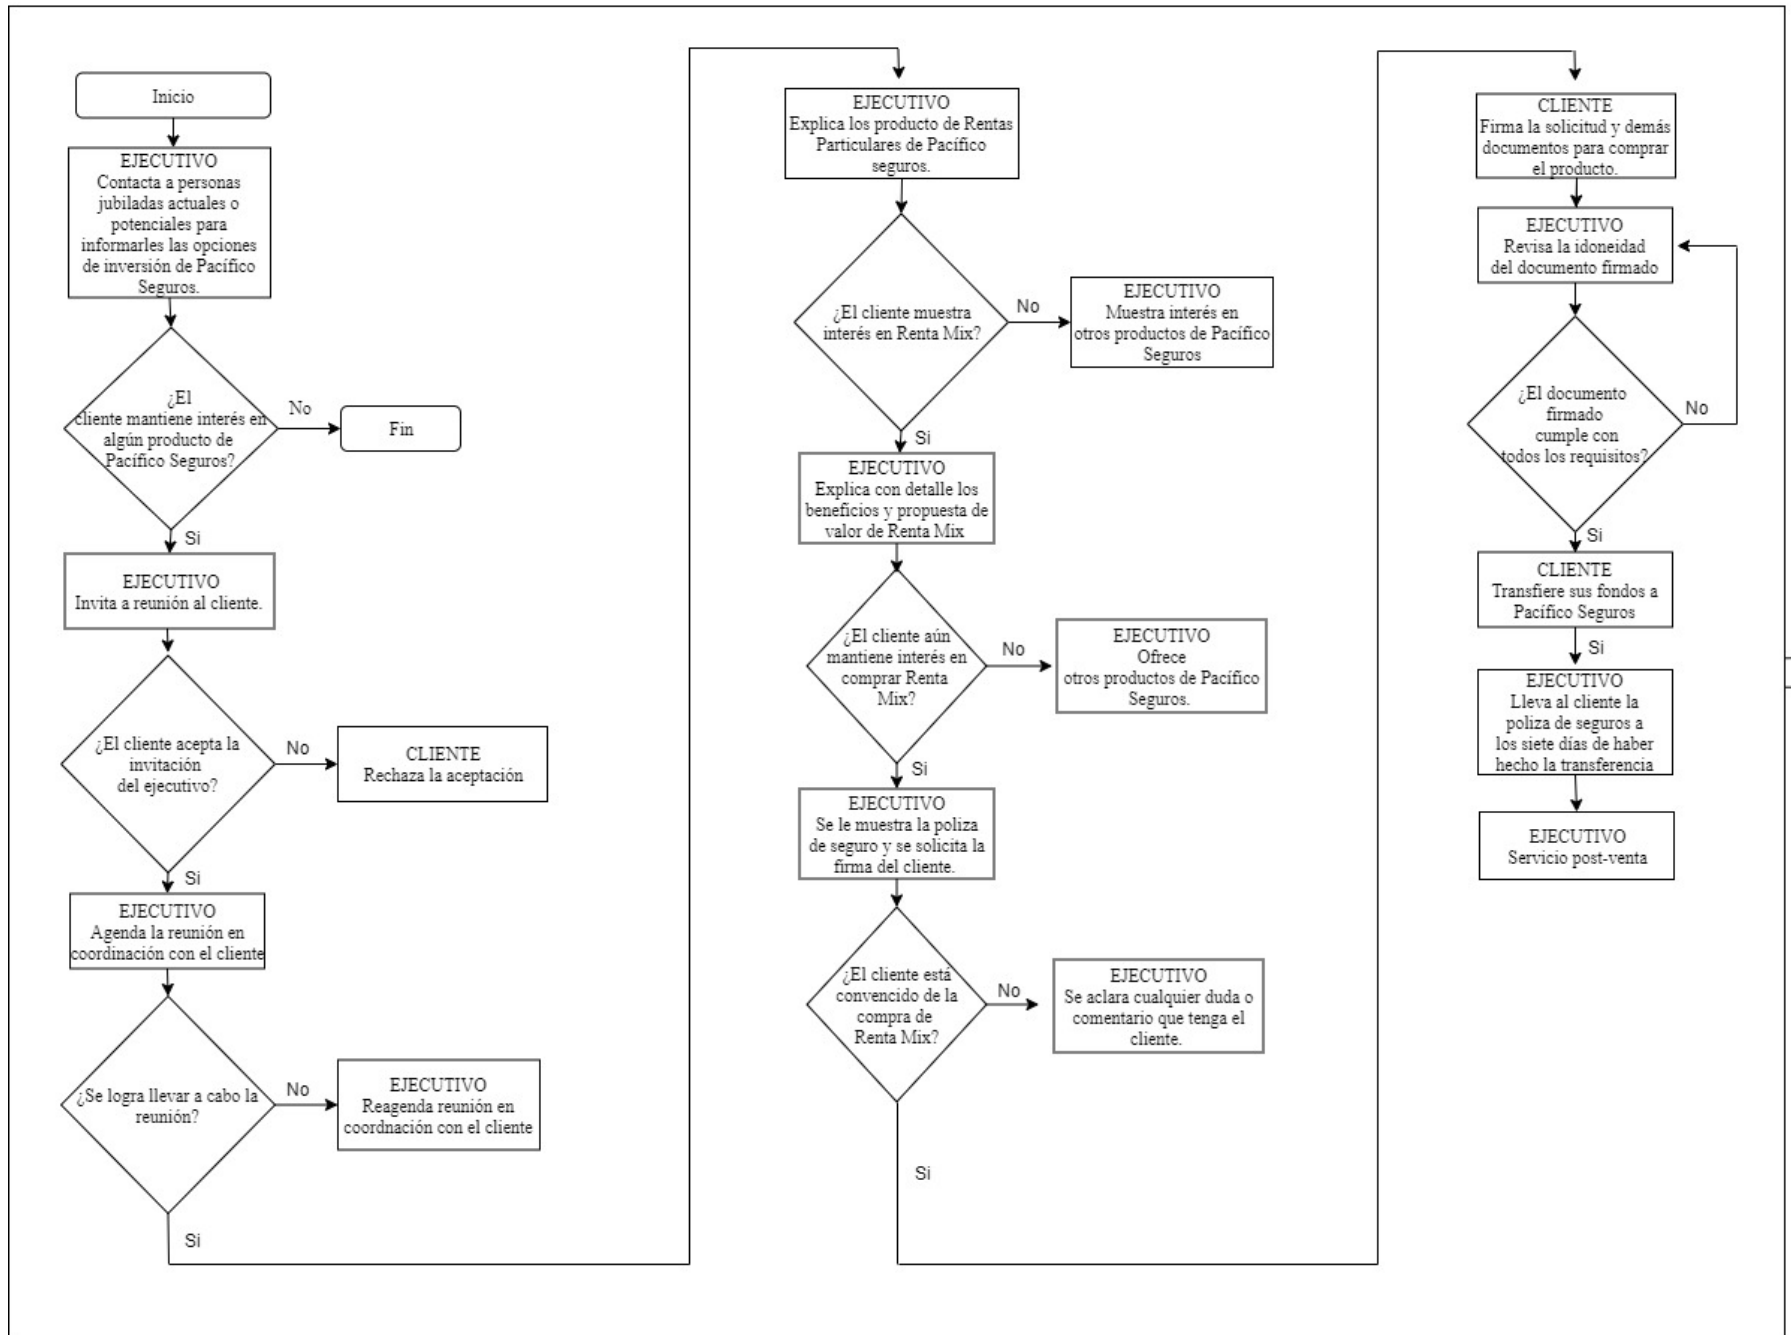 Inicio
EJECUTIVO
Contacta a personas
jubiladas actuales o
potenciales para
informarles las opciones
de inversión de Pacífico
Seguros.
¿El
cliente mantiene interés en
algún producto de
Pacífico Seguros?
No
Fin
Si
EJECUTIVO
Invita a reunión al cliente.
¿El cliente acepta la
invitación
del ejecutivo?
No
CLIENTE
Rechaza la aceptación
Si
EJECUTIVO
Agenda la reunión en
coordinación con el cliente
¿Se logra llevar a cabo la
reunión?
No
EJECUTIVO
Reagenda reunión en
coordnación con el cliente
Si
EJECUTIVO
Explica los producto de Rentas
Particulares de Pacífico
seguros.
¿El cliente muestra
interés en Renta Mix?
No
EJECUTIVO
Muestra interés en
otros productos de Pacífico
Seguros
Si
EJECUTIVO
Explica con detalle los
beneficios y propuesta de
valor de Renta Mix
¿El cliente aún
mantiene interés en
comprar Renta
Mix?
No
EJECUTIVO
Ofrece
otros productos de Pacífico
Seguros.
Si
EJECUTIVO
Se le muestra la poliza
de seguro y se solicita la
firma del cliente.
¿El cliente está
convencido de la
compra de
Renta Mix?
No
EJECUTIVO
Se aclara cualquier duda o
comentario que tenga el
cliente.
Si
CLIENTE
Firma la solicitud y demás
documentos para comprar
el producto.
EJECUTIVO
Revisa la idoneidad
del documento firmado
¿El documento
firmado
cumple con
todos los requisitos?
No
Si
CLIENTE
Transfiere sus fondos a
Pacífico Seguros
Si
EJECUTIVO
Lleva al cliente la
poliza de seguros a
los siete días de haber
hecho la transferencia
EJECUTIVO
Servicio post-venta